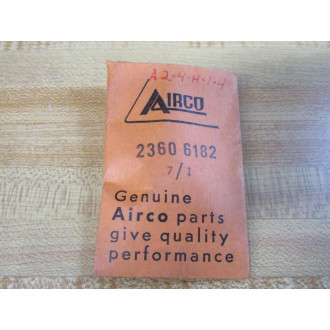 A2-4-H-1-4
AIRCO
2360 6182
7/1
Genuine
Airco parts
give quality
performance